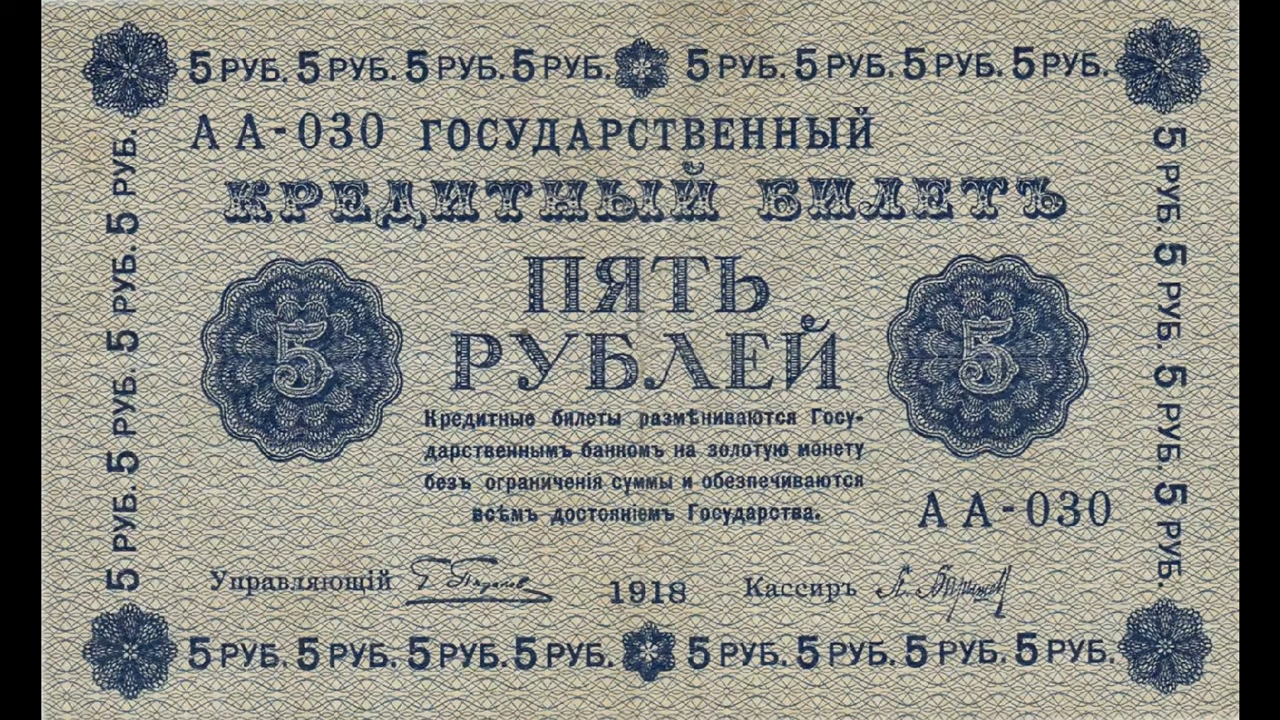 5 РУБ. 5 РУБ. 5 РУБ. 5 РУБ. 5 РУБ. 5 РУБ. 5 РУБ. 5 РУБ.
АА-030 ГОСУДАРСТВЕННЫЙ
КРЕДИТНЫЙ БИЛЕТЪ
ПЯТЬ
РУБЛЕЙ
5
5
Кредитные билеты размѣниваются Госу-
дарственнымъ банкомъ на золотую монету
безъ ограниченія суммы и обезпечиваются
всѣмъ достояніемъ Государства.
АА-030
Управляющій
1918
Кассиръ
5 РУБ. 5 РУБ. 5 РУБ. 5 РУБ.
5 РУБ. 5 РУБ. 5 РУБ. 5 РУБ.
5 РУБ. 5 РУБ. 5 РУБ. 5 РУБ. 5 РУБ. 5 РУБ. 5 РУБ. 5 РУБ.